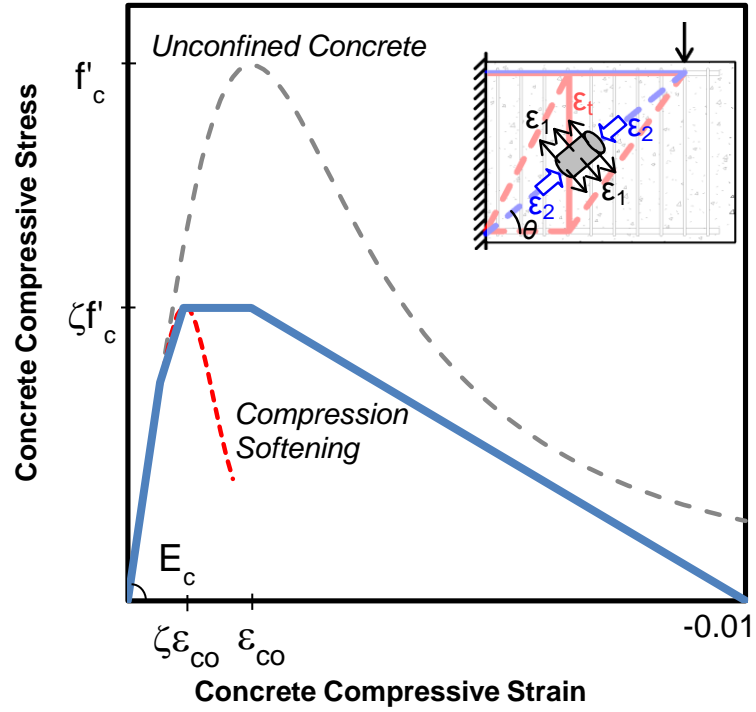 Unconfined Concrete
f'c
Concrete Compressive Stress
εt
ε1
ε2
ε2
ε1
θ
ζf'c
Compression
Softening
Ec
-0.01
ζεco
εco
Concrete Compressive Strain